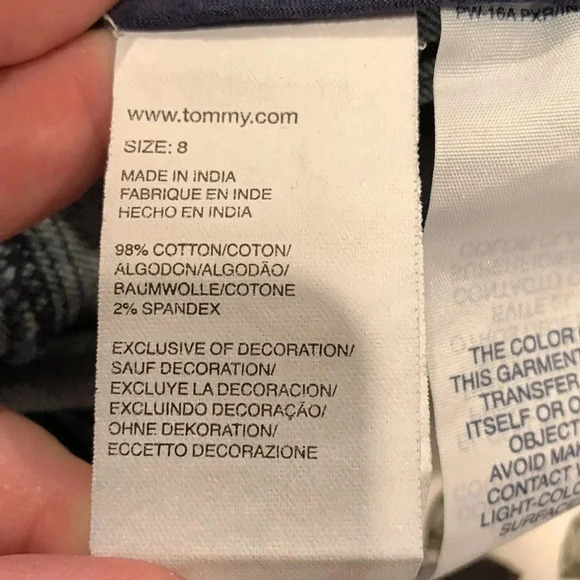 www.tommy.com
SIZE: 8
MADE IN INDIA
FABRIQUE EN INDE
HECHO EN INDIA
98% COTTON/COTON/
ALGODON/ALGODÃO/
BAUMWOLLE/COTONE
2% SPANDEX
EXCLUSIVE OF DECORATION/
SAUF DECORATION/
EXCLUYE LA DECORACION/
EXCLUINDO DECORAÇÃO/
OHNE DEKORATION/
ECCETTO DECORAZIONE
THE COLOR
THIS GARMENT
TRANSFER
ITSELF OR O
OBJECT
AVOID MA
CONTACT
LIGHT-COLO
SURFACE